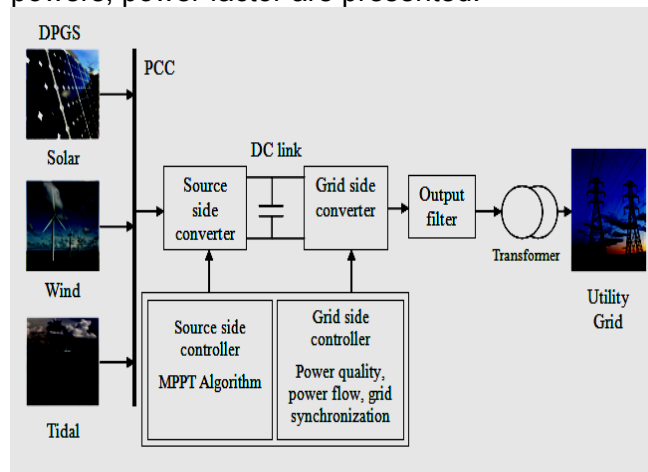 powers, power factor are presented.
DPGS
PCC
Solar
DC link
Source
side
converter
Grid side
converter
Output
filter
Transformer
Wind
Utility
Grid
Source side
controller
MPPT Algorithm
Grid side
controller
Power quality,
power flow, grid
synchronization
Tidal